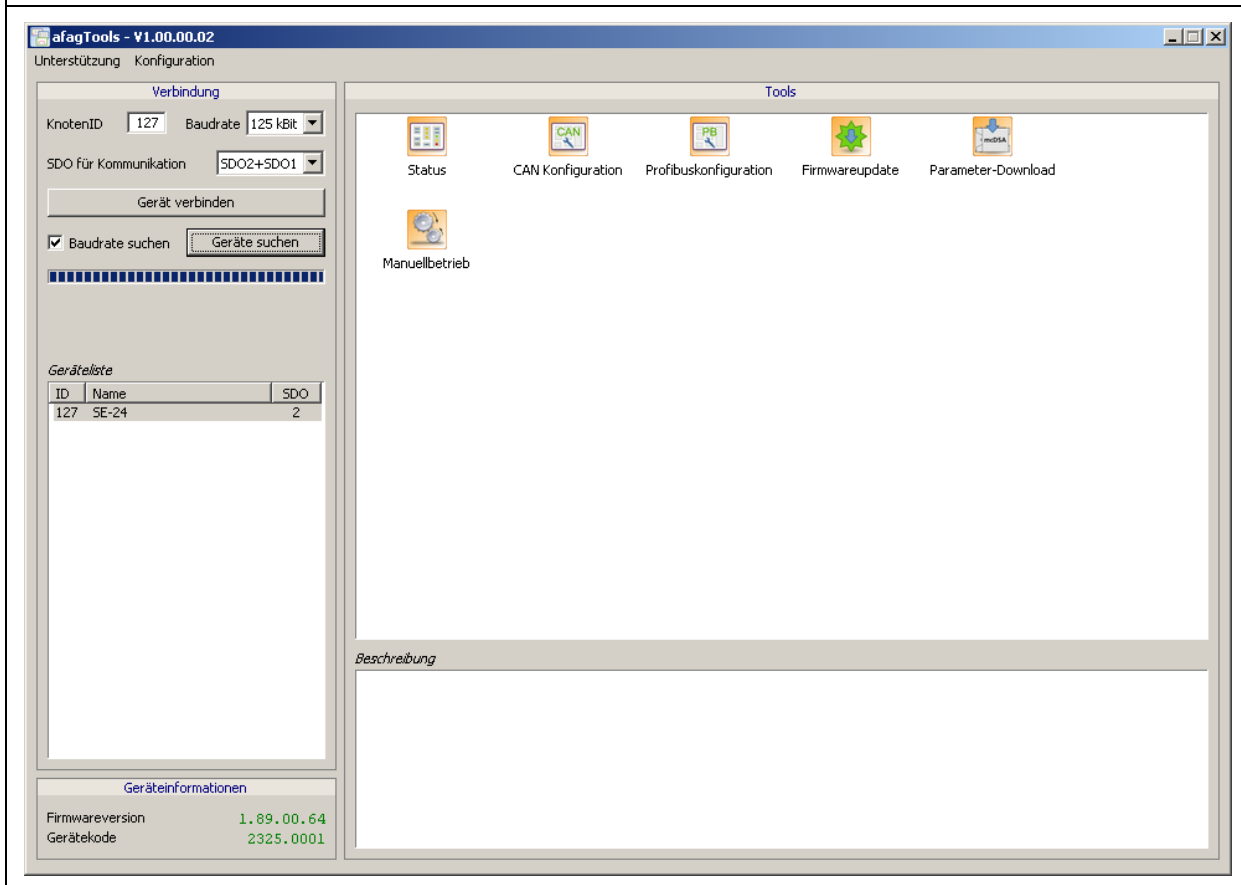 afagTools - V1.00.00.02
Unterstützung Konfiguration
Verbindung
KnotenID 127 Baudrate 125 kBit
SDO für Kommunikation SDO2+SDO1
Gerät verbinden
Baudrate suchen Geräte suchen
Geräteliste
ID Name SDO
127 SE-24 2
Geräteinformationen
Firmwareversion 1.89.00.64
Gerätekode 2325.0001
Tools
CAN PB mcDSA
Status CAN Konfiguration Profibuskonfiguration Firmwareupdate Parameter-Download
Manuellbetrieb
Beschreibung